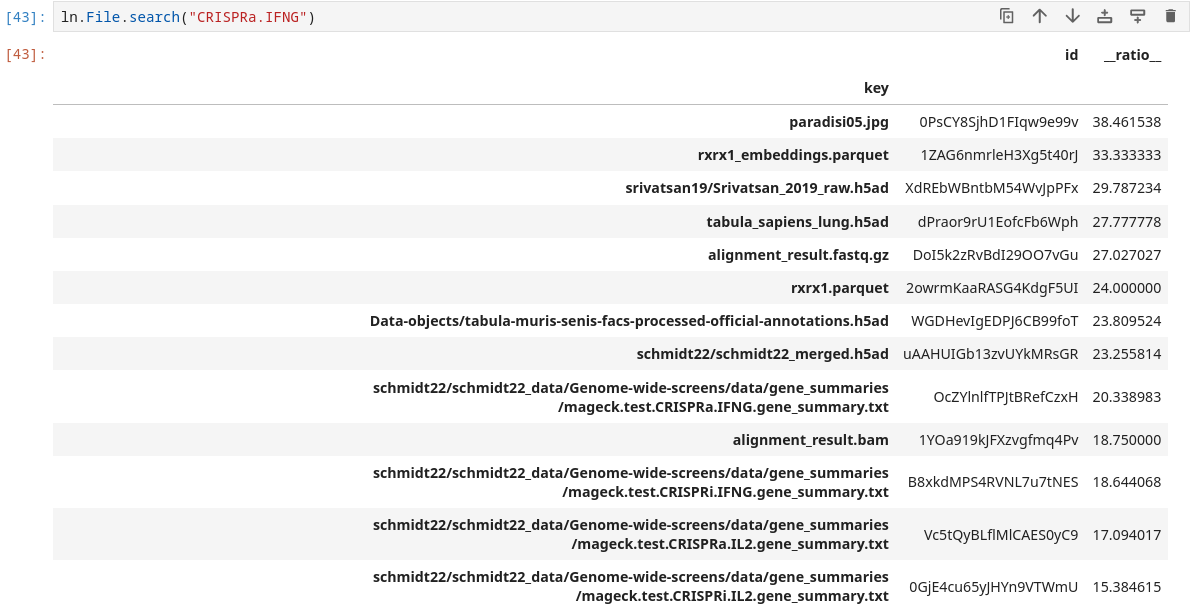 [43]: ln.File.search("CRISPRa.IFNG")
[43]:
id __ratio__
key
paradisi05.jpg 0PsCY8SjhD1FIqw9e99v 38.461538
rxrx1_embeddings.parquet 1ZAG6nmrleH3Xg5t40rJ 33.333333
srivatsan19/Srivatsan_2019_raw.h5ad XdREbWBntbM54WvJpPFx 29.787234
tabula_sapiens_lung.h5ad dPraor9rU1EofcFb6Wph 27.777778
alignment_result.fastq.gz DoI5k2zRvBdI29OO7vGu 27.027027
rxrx1.parquet 2owrmKaaRASG4KdgF5UI 24.000000
Data-objects/tabula-muris-senis-facs-processed-official-annotations.h5ad WGDHevIgEDPJ6CB99foT 23.809524
schmidt22/schmidt22_merged.h5ad uAAHUIGb13zvUYkMRsGR 23.255814
schmidt22/schmidt22_data/Genome-wide-screens/data/gene_summaries
/mageck.test.CRISPRa.IFNG.gene_summary.txt OcZYlnlfTPJtBRefCzxH 20.338983
alignment_result.bam 1YOa919kJFXzvgfmq4Pv 18.750000
schmidt22/schmidt22_data/Genome-wide-screens/data/gene_summaries
/mageck.test.CRISPRi.IFNG.gene_summary.txt B8xkdMPS4RVNL7u7tNES 18.644068
schmidt22/schmidt22_data/Genome-wide-screens/data/gene_summaries
/mageck.test.CRISPRa.IL2.gene_summary.txt Vc5tQyBLflMlCAES0yC9 17.094017
schmidt22/schmidt22_data/Genome-wide-screens/data/gene_summaries
/mageck.test.CRISPRi.IL2.gene_summary.txt 0GjE4cu65yJHYn9VTWmU 15.384615